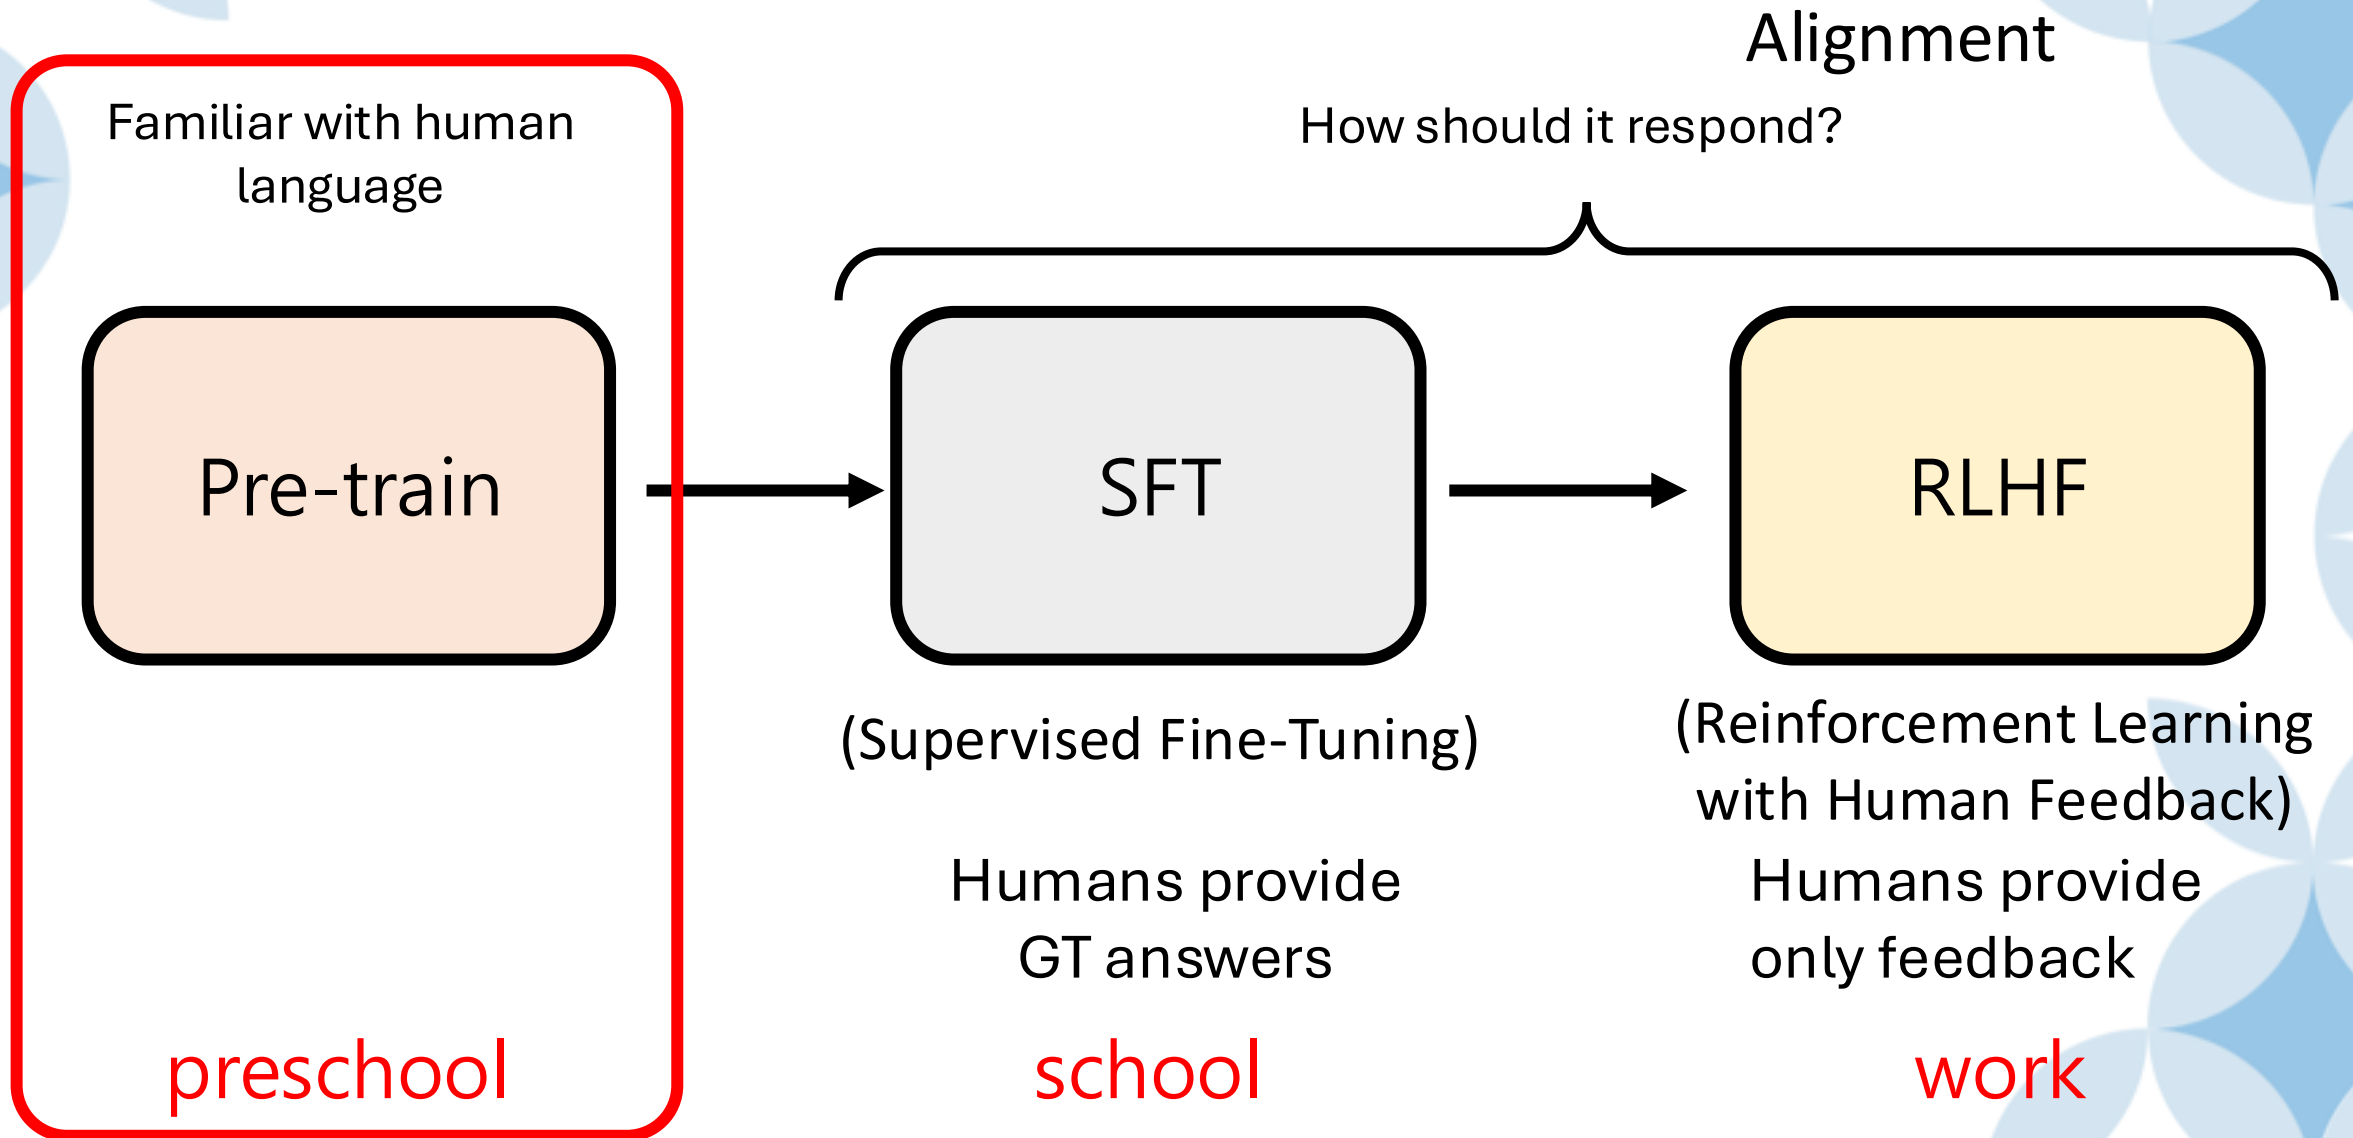 Alignment
Familiar with human
language
How should it respond?
Pre-train
SFT
RLHF
(Supervised Fine-Tuning)
(Reinforcement Learning
with Human Feedback)
Humans provide
GT answers
Humans provide
only feedback
preschool
school
work